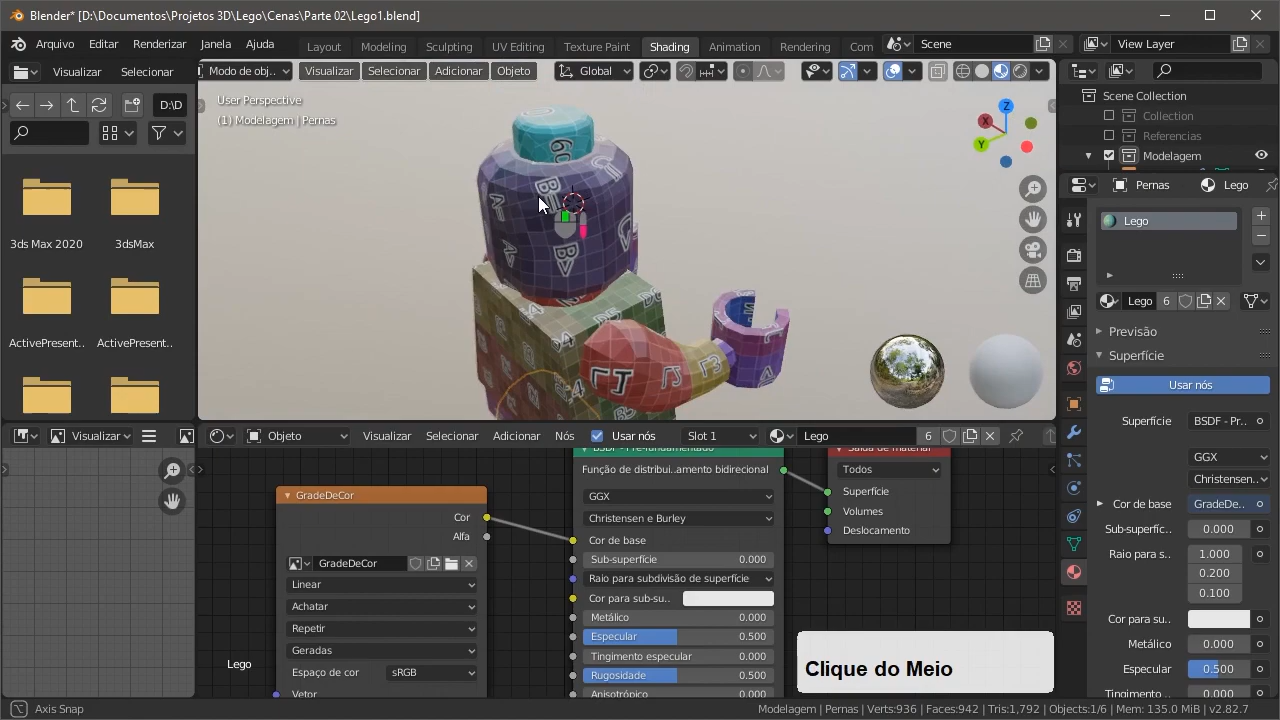 Blender* [D:\Documentos\Projetos 3D\Lego\Cenas\Parte 02\Lego1.blend]
Arquivo Editar Renderizar Janela Ajuda Layout Modeling Sculpting UV Editing Texture Paint Shading Animation Rendering Com Scene View Layer
Visualizar Selecionar Modo de obj.. Visualizar Selecionar Adicionar Objeto Global
D:\D
User Perspective
(1) Modelagem | Pernas
Z
X
Y
Scene Collection
Collection
Referencias
Modelagem
Pernas Lego
Lego
Lego 6
Previsão
Superfície
Usar nós
Superfície BSDF - Pr..
GGX
Christensen..
Cor de base GradeDe..
Sub-superfíc.. 0.000
Raio para s.. 1.000
0.200
0.100
Cor para su..
Metálico 0.000
Especular 0.500
Tingimento .. 0.000
3ds Max 2020 3dsMax
ActivePresent.. ActivePresent..
Visualizar
Objeto Visualizar Selecionar Adicionar Nós Usar nós Slot 1 Lego 6
GradeDeCor
Cor
Alfa
GradeDeCor
Linear
Achatar
Repetir
Geradas
Espaço de cor sRGB
Vetor
Lego
Função de distribui..amento bidirecional
GGX
Christensen e Burley
Cor de base
Sub-superfície 0.000
Raio para subdivisão de superfície
Cor para sub-su..
Metálico 0.000
Especular 0.500
Tingimento especular 0.000
Rugosidade 0.500
Anisotrópico 0.000
Saída de material
Todos
Superfície
Volumes
Deslocamento
Clique do Meio
Axis Snap
Modelagem | Pernas | Verts:936 | Faces:942 | Tris:1,792 | Objects:1/6 | Mem: 135.0 MiB | v2.82.7